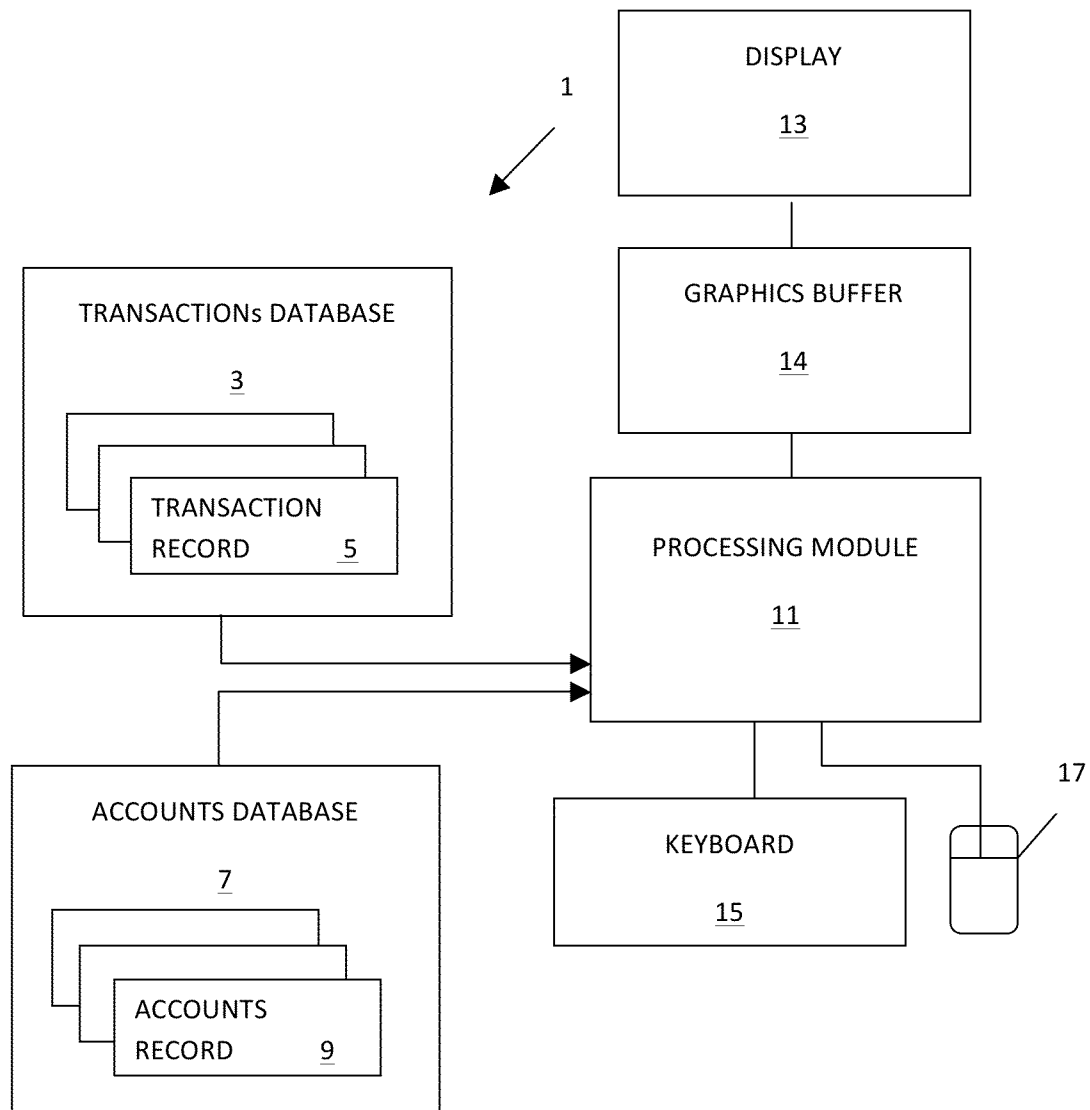 1
DISPLAY
13
GRAPHICS BUFFER
14
TRANSACTIONs DATABASE
3
TRANSACTION
RECORD 5
PROCESSING MODULE
11
ACCOUNTS DATABASE
7
ACCOUNTS
RECORD 9
KEYBOARD
15
17